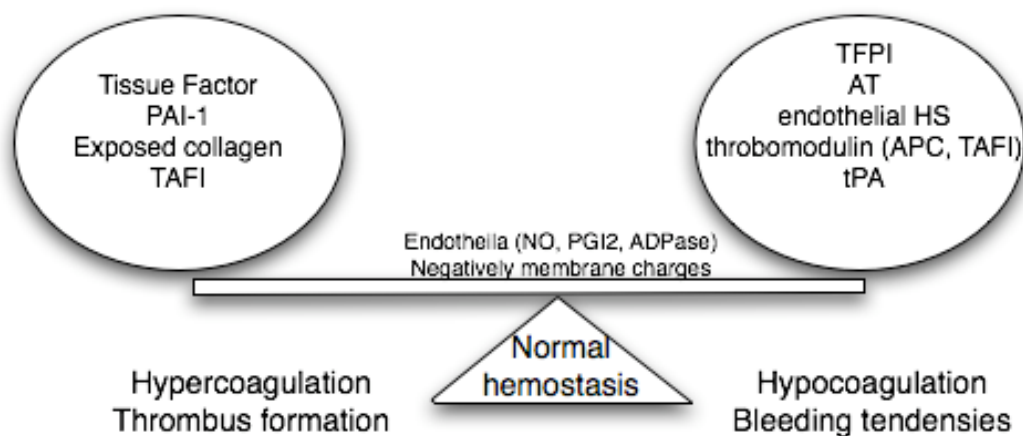 Tissue Factor
PAI-1
Exposed collagen
TAFI
TFPI
AT
endothelial HS
throbomodulin (APC, TAFI)
tPA
Endothelia (NO, PGI2, ADPase)
Negatively membrane charges
Normal
hemostasis
Hypercoagulation
Thrombus formation
Hypocoagulation
Bleeding tendensies